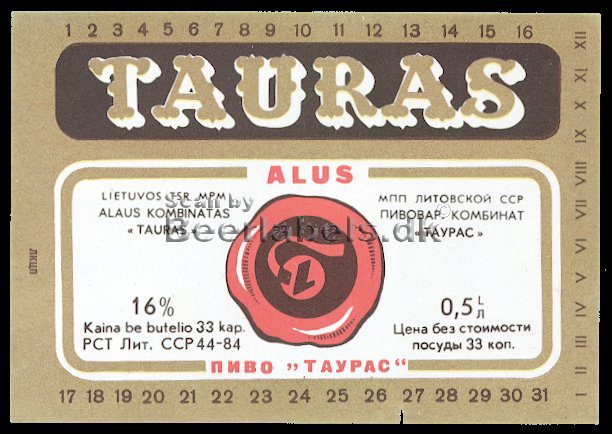 1 2 3 4 5 6 7 8 9 10 11 12 13 14 15 16
TAURAS
ALUS
LIETUVOS TSR MPM
ALAUS KOMBINATAS
«TAURAS»
МПП ЛИТОВСКОЙ ССР
ПИВОВАР. КОМБИНАТ
«ТАУРАС»
Scan by
Beerlabels.dk
16%
Kaina be butelio 33 kap.
РСТ Лит. ССР 44-84
0,5 L
Л
Цена без стоимости
посуды 33 коп.
ПИВО „ТАУРАС“
17 18 19 20 21 22 23 24 25 26 27 28 29 30 31
I II III IV V VI VII VIII IX X XI XII